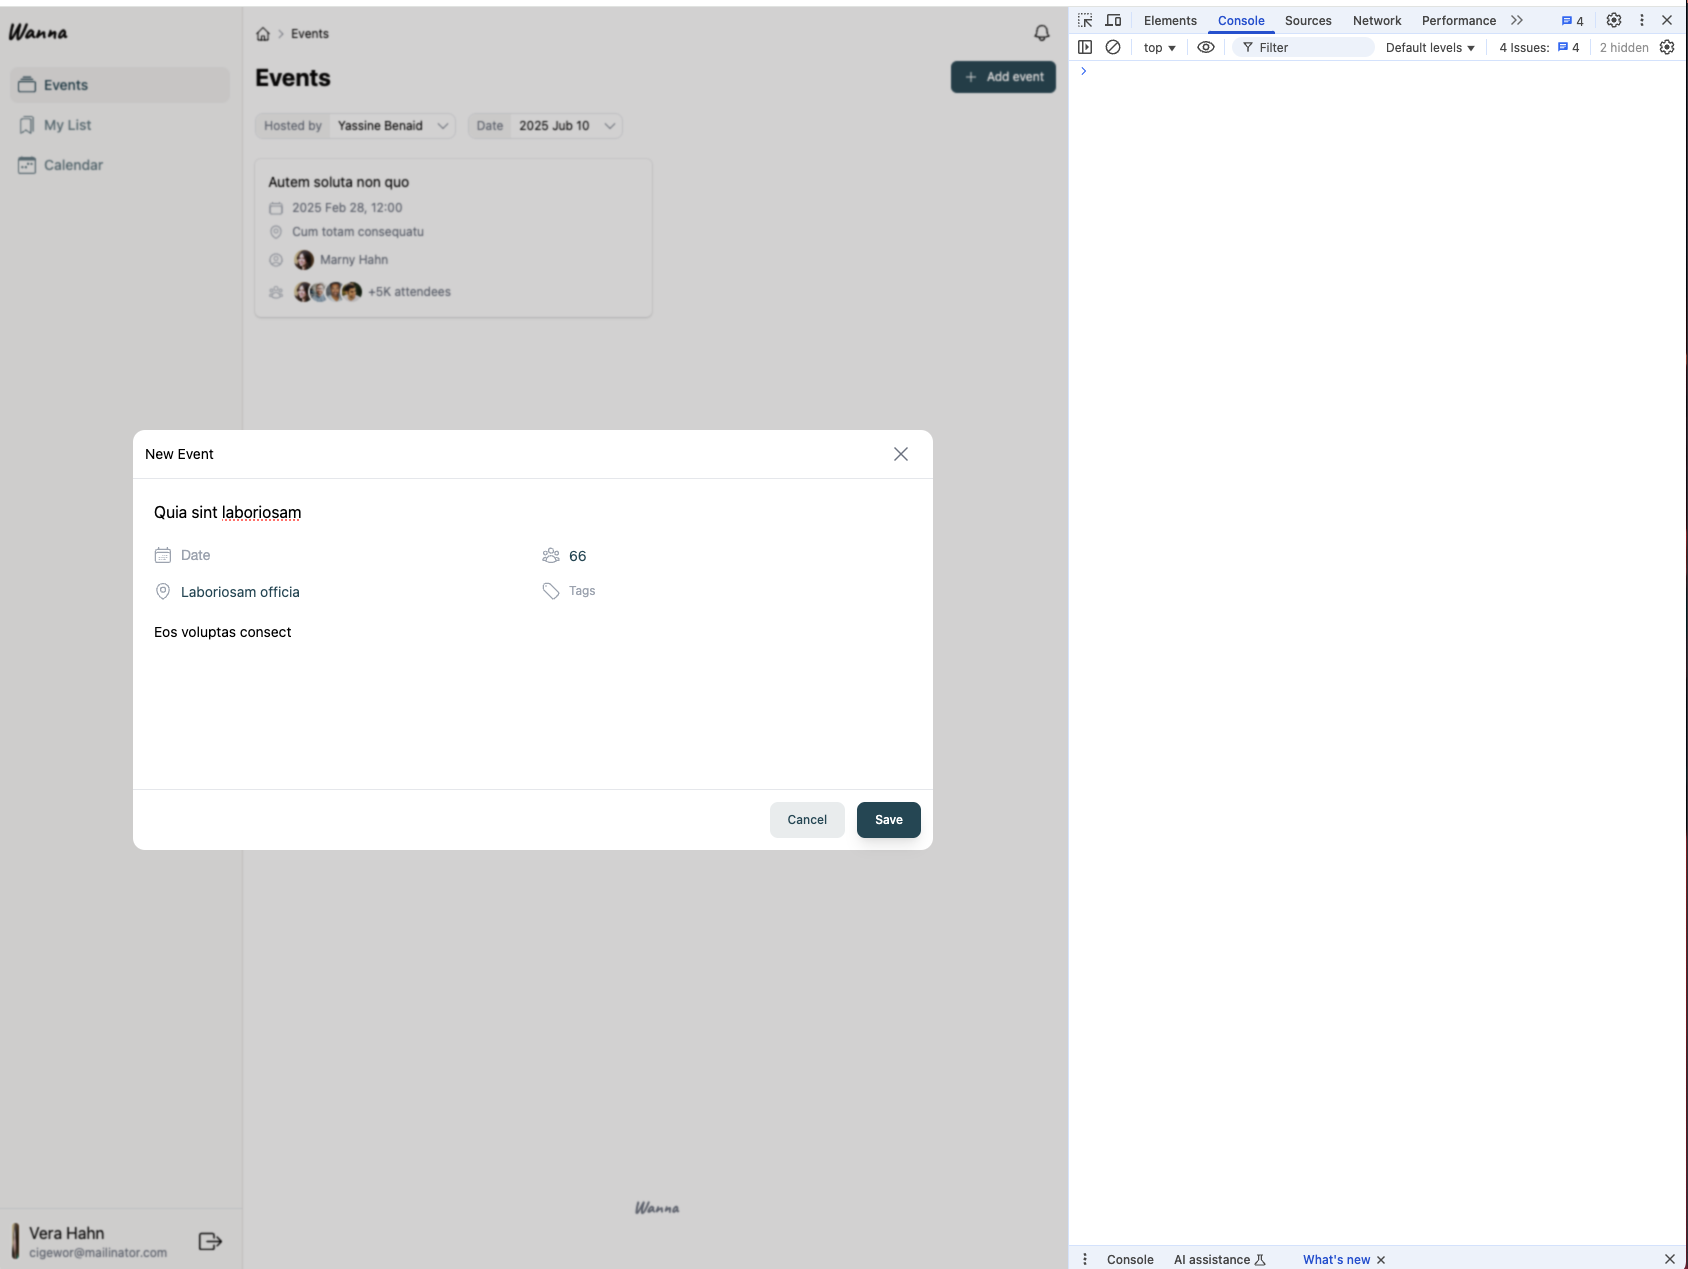 Wanna
Events
My List
Calendar
Events
Events
Add event
Hosted by Yassine Benaid
Date 2025 Jub 10
Autem soluta non quo
2025 Feb 28, 12:00
Cum totam consequatu
Marny Hahn
+5K attendees
New Event
Quia sint laboriosam
Date
66
Laboriosam officia
Tags
Eos voluptas consect
Cancel
Save
Wanna
Vera Hahn
cigewor@mailinator.com
Elements Console Sources Network Performance 4
top Filter Default levels 4 Issues: 4 2 hidden
Console AI assistance What's new